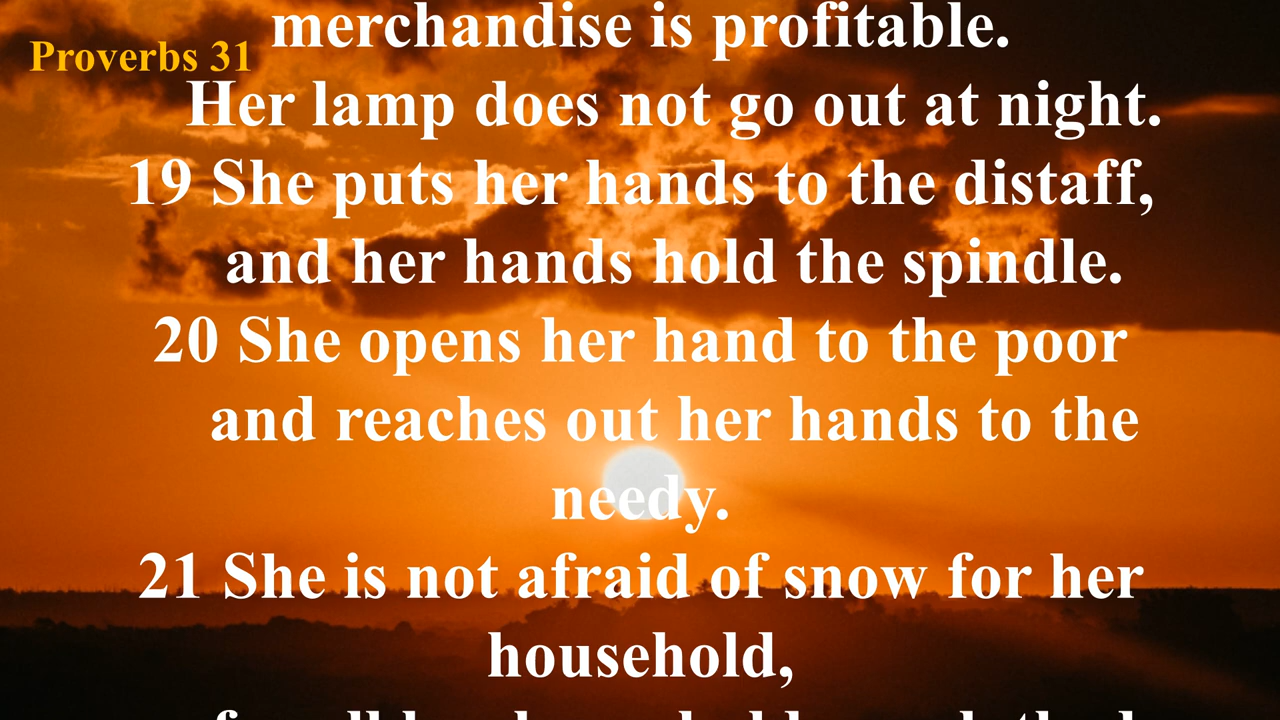 merchandise is profitable.
Proverbs 31
Her lamp does not go out at night.
19 She puts her hands to the distaff,
and her hands hold the spindle.
20 She opens her hand to the poor
and reaches out her hands to the
needy.
21 She is not afraid of snow for her
household,